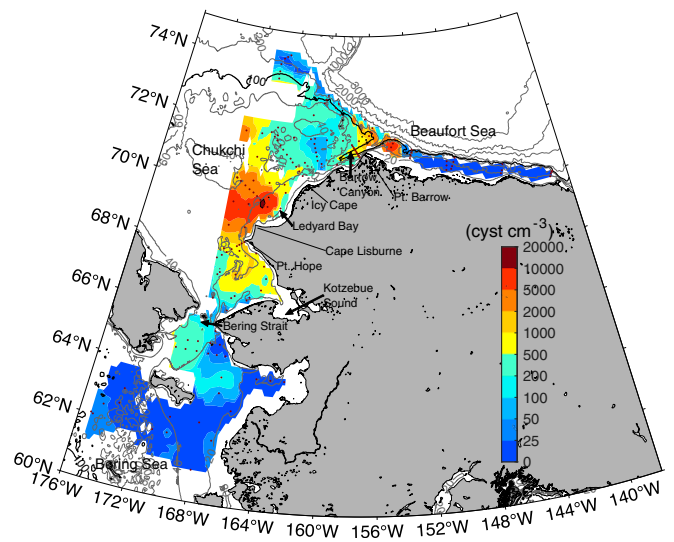 74°N
72°N
70°N
68°N
66°N
64°N
62°N
60°N
100
Beaufort Sea
Chukchi
Sea
Barrow
Canyon
Pt. Barrow
Icy Cape
Ledyard Bay
Cape Lisburne
Pt. Hope
Kotzebue
Sound
Bering Strait
Bering Sea
(cyst cm⁻³)
20000
10000
5000
2000
1000
500
200
100
50
25
0
176°W
172°W
168°W
164°W
160°W
156°W
152°W
148°W
144°W
140°W